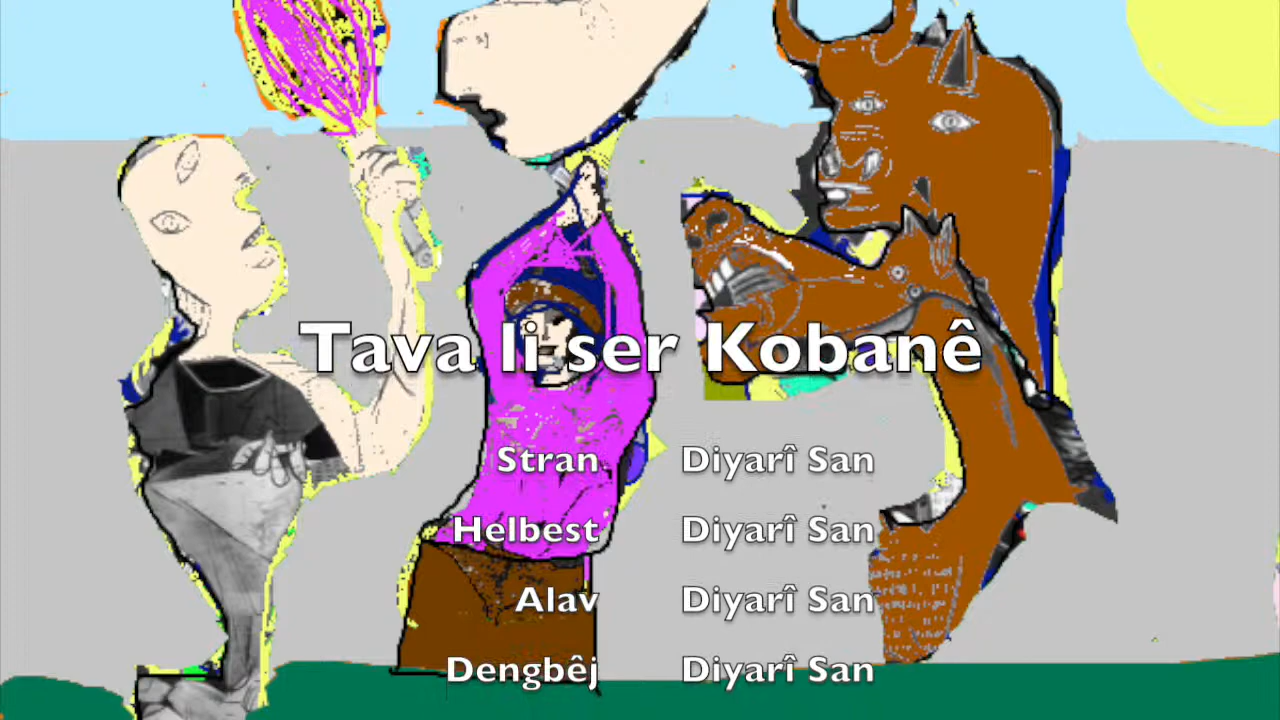 Tava li ser Kobanê
Stran Diyarî San
Helbest Diyarî San
Alav Diyarî San
Dengbêj Diyarî San